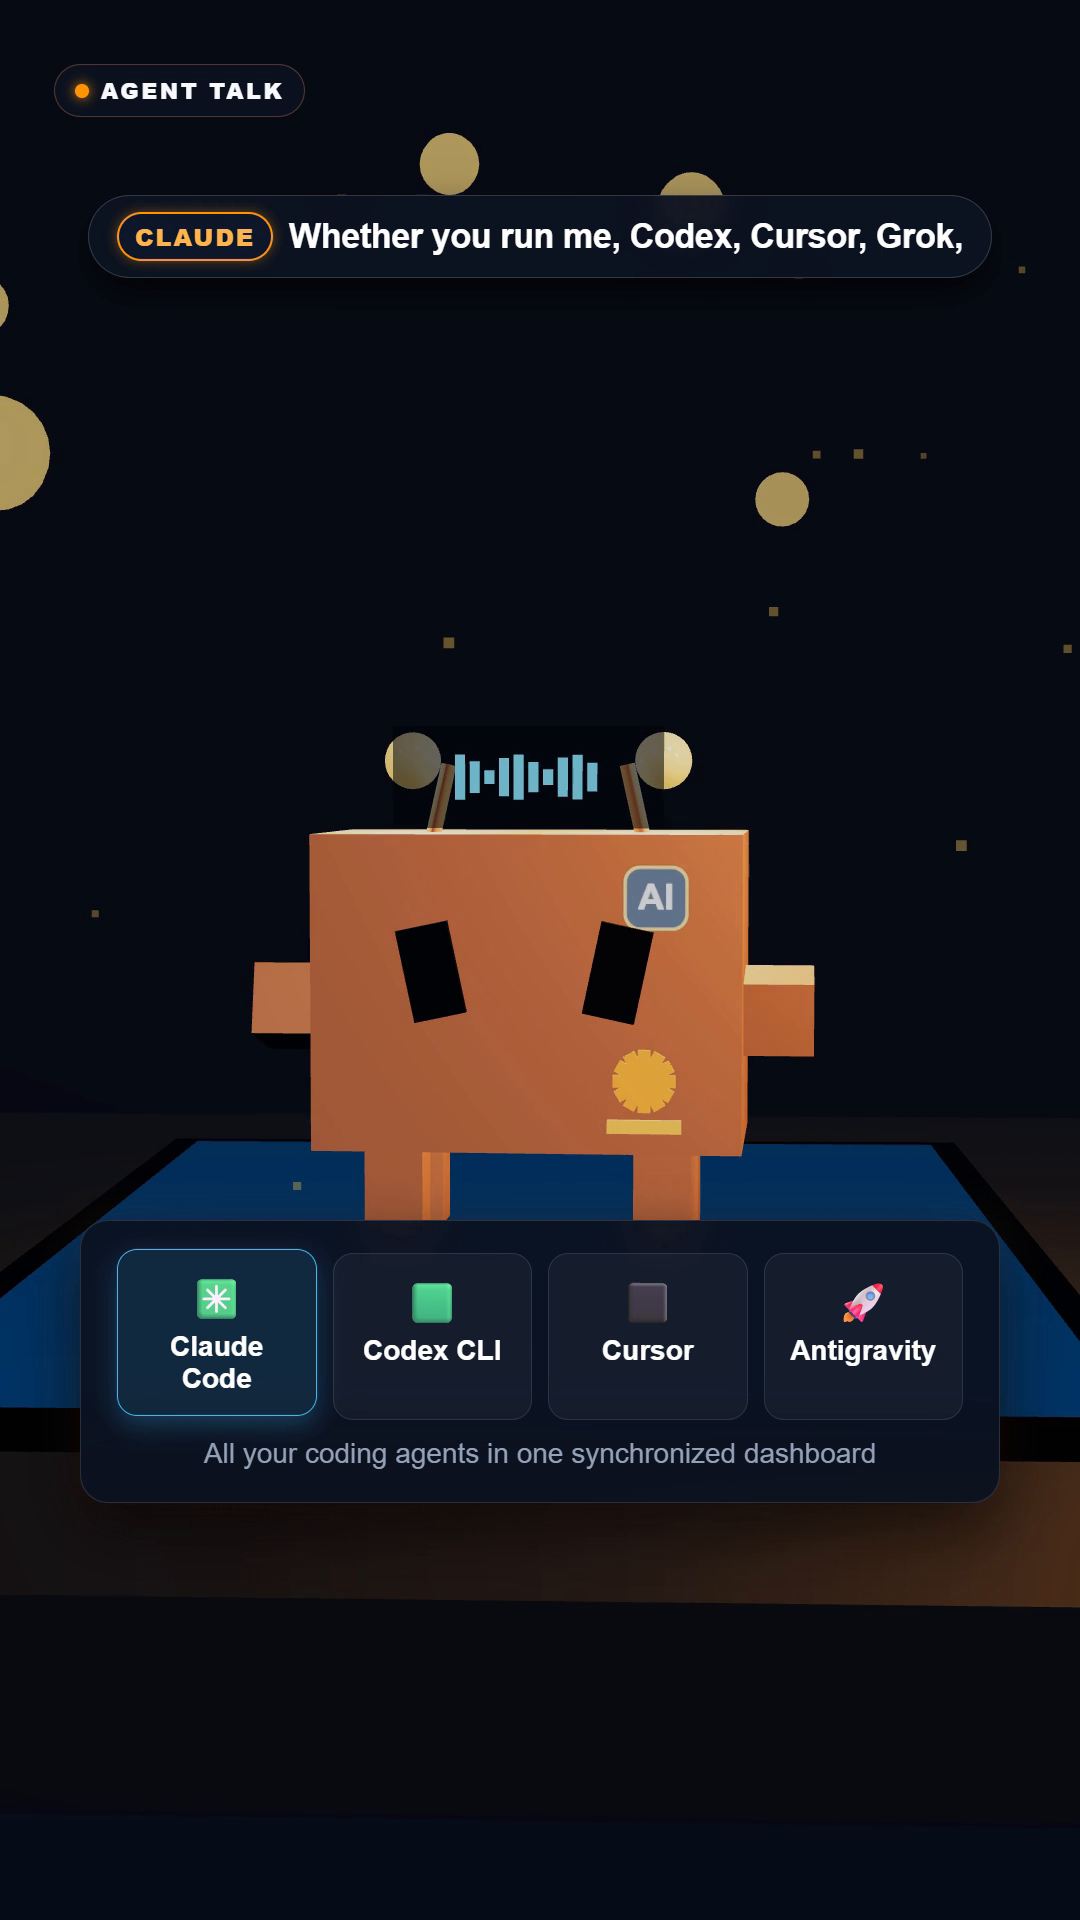 AGENT TALK
CLAUDE Whether you run me, Codex, Cursor, Grok,
AI
Claude
Code
Codex CLI
Cursor
Antigravity
All your coding agents in one synchronized dashboard